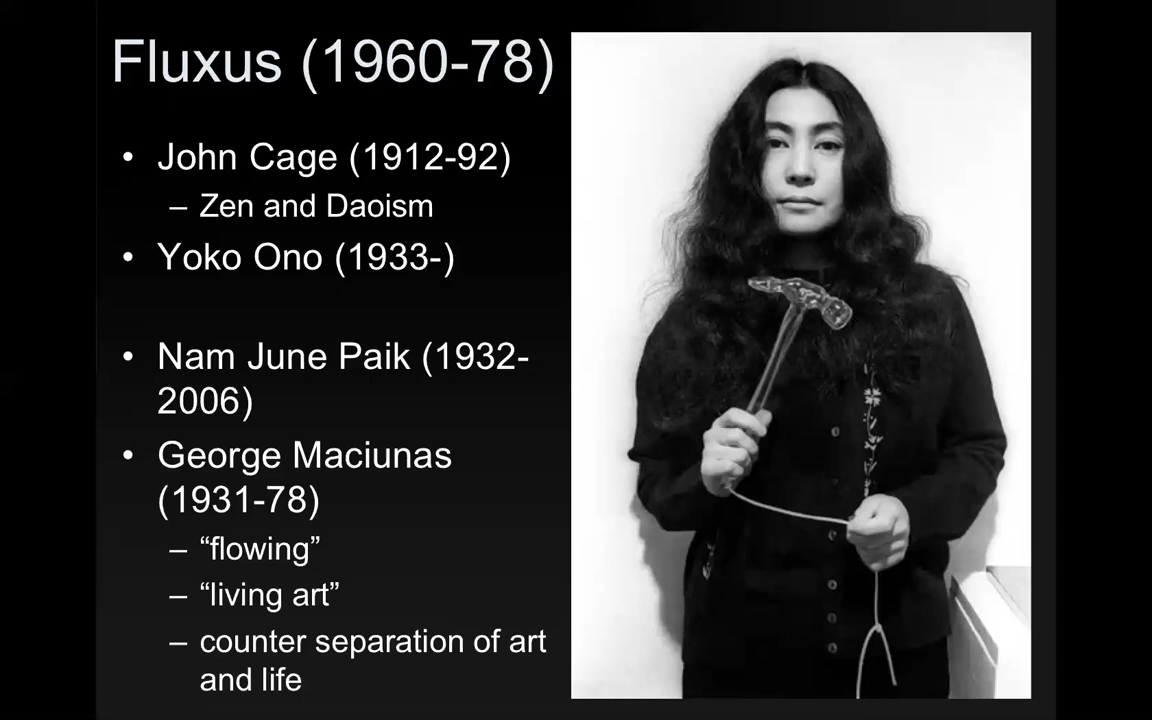 Fluxus (1960-78)
• John Cage (1912-92)
– Zen and Daoism
• Yoko Ono (1933-)
• Nam June Paik (1932-
2006)
• George Maciunas
(1931-78)
– “flowing”
– “living art”
– counter separation of art
and life